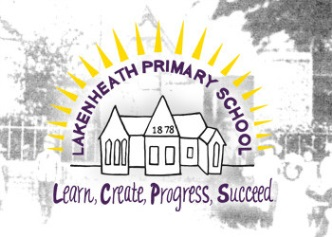 LAKENHEATH PRIMARY SCHOOL
1878
Learn, Create, Progress, Succeed